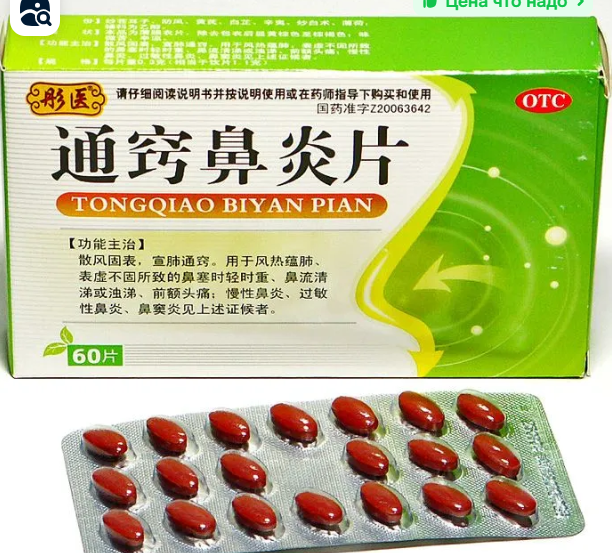 Цена что надо
彤医
请仔细阅读说明书并按说明使用或在药师指导下购买和使用
国药准字Z20063642
OTC
通窍鼻炎片
TONGQIAO BIYAN PIAN
【功能主治】
散风固表，宣肺通窍。用于风热蕴肺、
表虚不固所致的鼻塞时轻时重、鼻流清
涕或浊涕、前额头痛；慢性鼻炎、过敏
性鼻炎、鼻窦炎见上述证候者。
60片